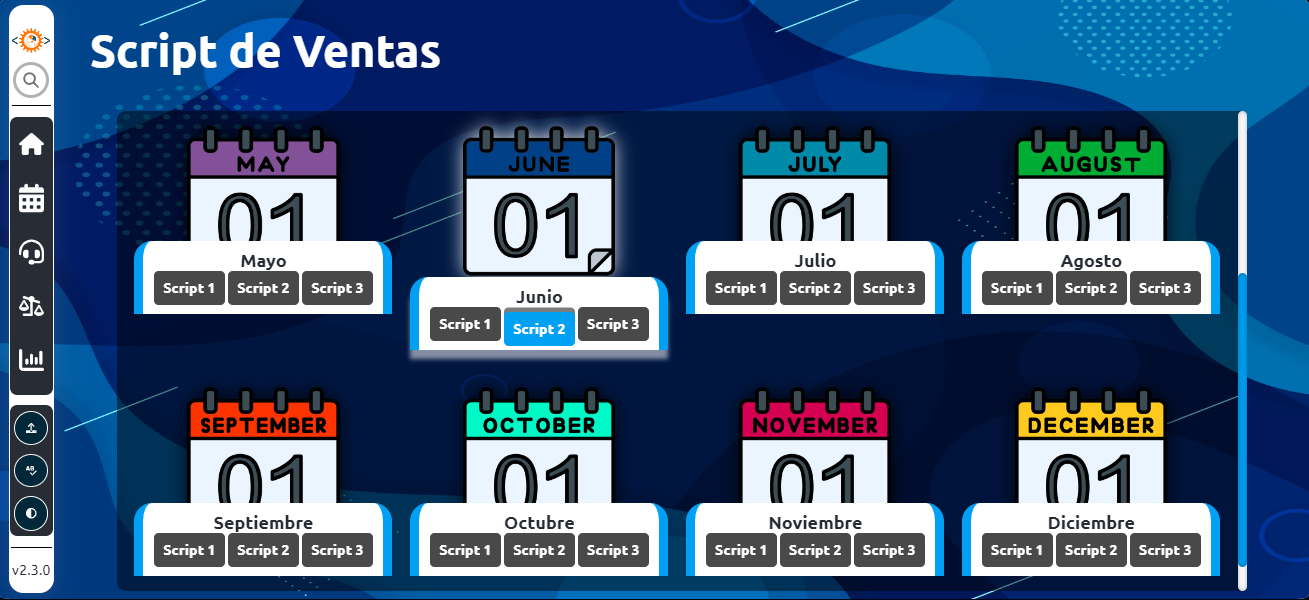 Script de Ventas
MAY
01
Mayo
Script 1 Script 2 Script 3
JUNE
01
Junio
Script 1 Script 2 Script 3
JULY
01
Julio
Script 1 Script 2 Script 3
AUGUST
01
Agosto
Script 1 Script 2 Script 3
SEPTEMBER
01
Septiembre
Script 1 Script 2 Script 3
OCTOBER
01
Octubre
Script 1 Script 2 Script 3
NOVEMBER
01
Noviembre
Script 1 Script 2 Script 3
DECEMBER
01
Diciembre
Script 1 Script 2 Script 3
AB
v2.3.0